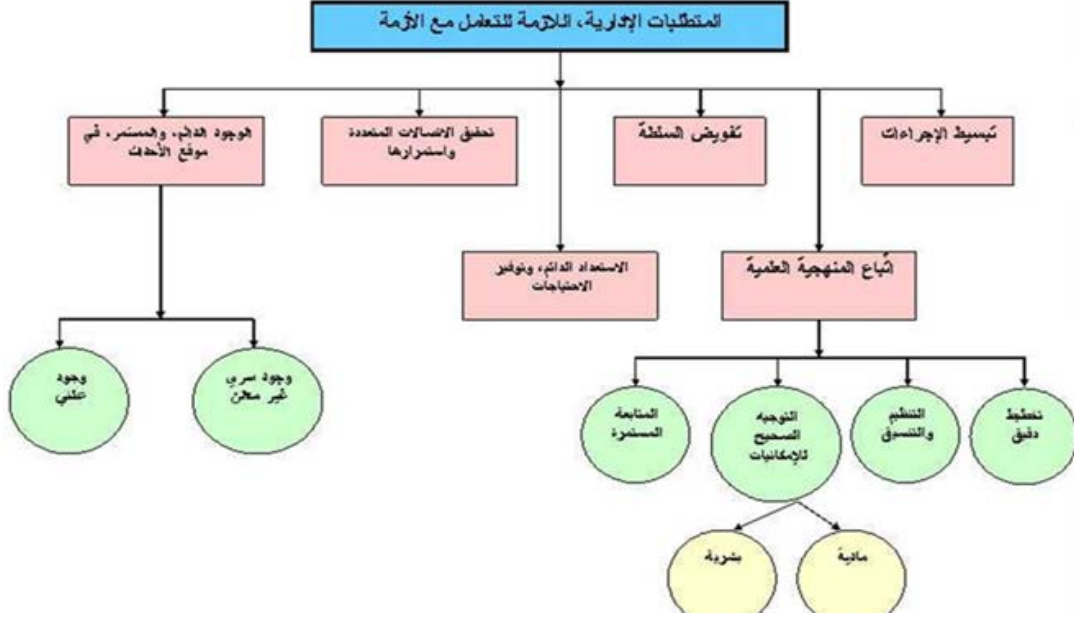 المتطلبات الإدارية، اللازمة للتعامل مع الأزمة
تبسيط الإجراءات
تفويض السلطة
تحقيق الاتصالات المتعددة
واستمرارها
الوجود الدائم، والمستمر، في
موقع الأحداث
اتّباع المنهجية العلمية
الاستعداد الدائم، وتوفير
الاحتياجات
تخطيط
دقيق
التنظيم
والتنسيق
التوجيه
الصحيح
للإمكانيات
المتابعة
المستمرة
وجود سري
غير معلن
وجود
علني
مادية
بشرية